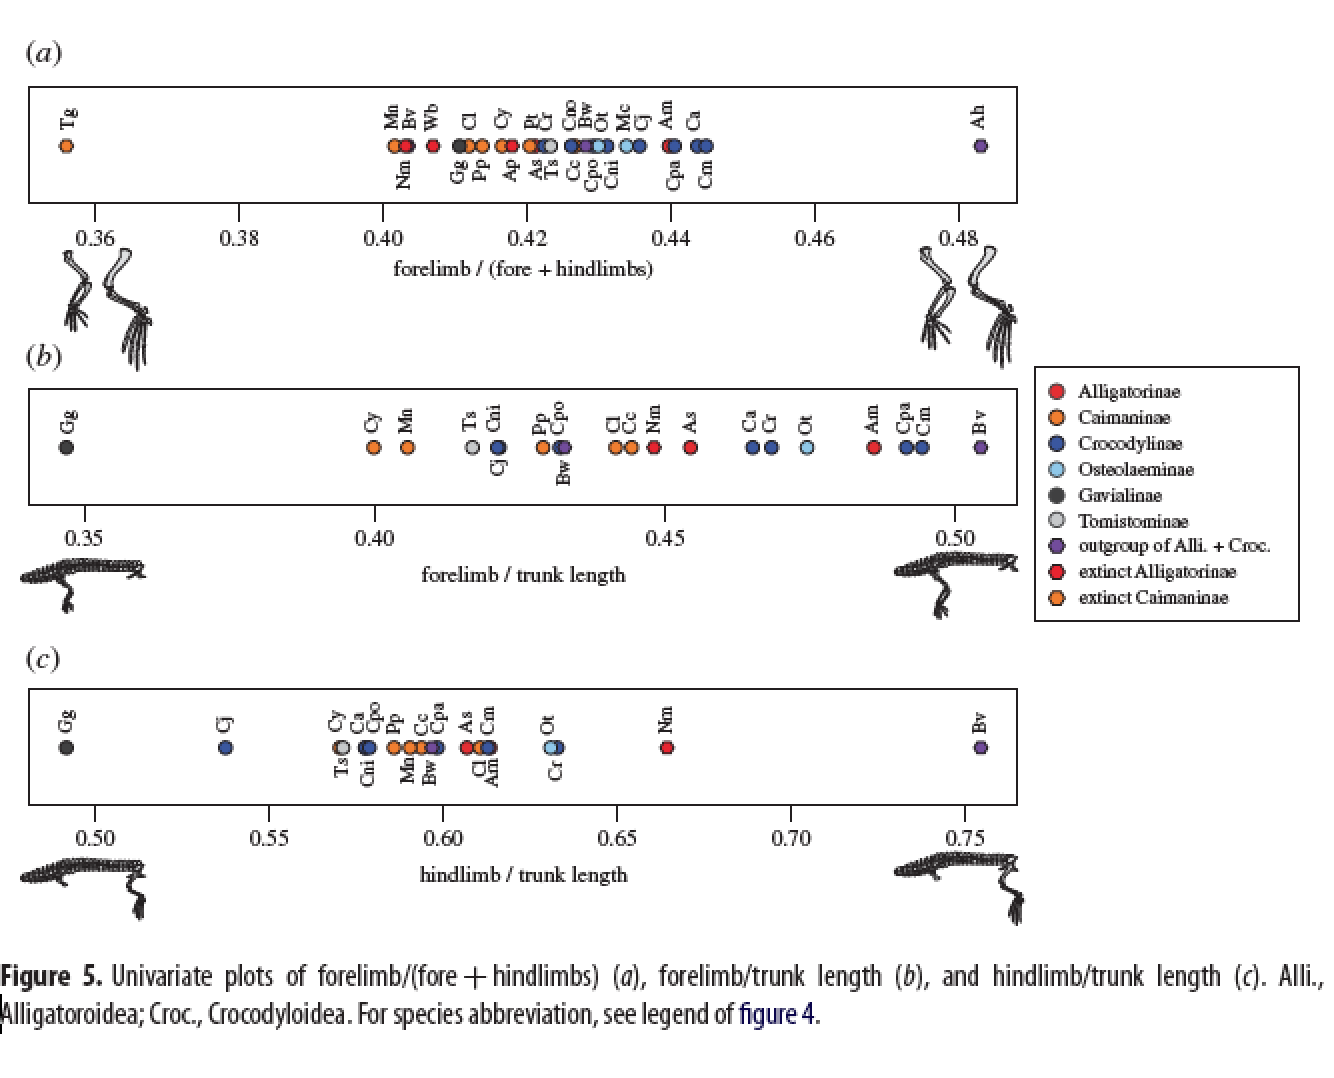 (a)
Tg Mn Bv Wb Cl Cy Pt Cr Cno Bw Ot Mc Cj Am Ca Ah
Nm Gg Pp Ap As Ts Cc Cpo Cni Cpa Cm
0.36 0.38 0.40 0.42 0.44 0.46 0.48
forelimb / (fore + hindlimbs)
(b)
Gg Cy Mn Ts Cni Pp Cpo Cl Cc Nm As Ca Cr Ot Am Cpa Cm Bv
Cj Bw
0.35 0.40 0.45 0.50
forelimb / trunk length
Alligatorinae
Caimaninae
Crocodylinae
Osteolaeminae
Gavialinae
Tomistominae
outgroup of Alli. + Croc.
extinct Alligatorinae
extinct Caimaninae
(c)
Gg Cj Cy Ca Cpo Pp Cc Cpa As Cm Ot Nm Bv
Ts Cni Mn Bw Cl Am Cr
0.50 0.55 0.60 0.65 0.70 0.75
hindlimb / trunk length
Figure 5. Univariate plots of forelimb/(fore + hindlimbs) (a), forelimb/trunk length (b), and hindlimb/trunk length (c). Alli.,
Alligatoroidea; Croc., Crocodyloidea. For species abbreviation, see legend of figure 4.